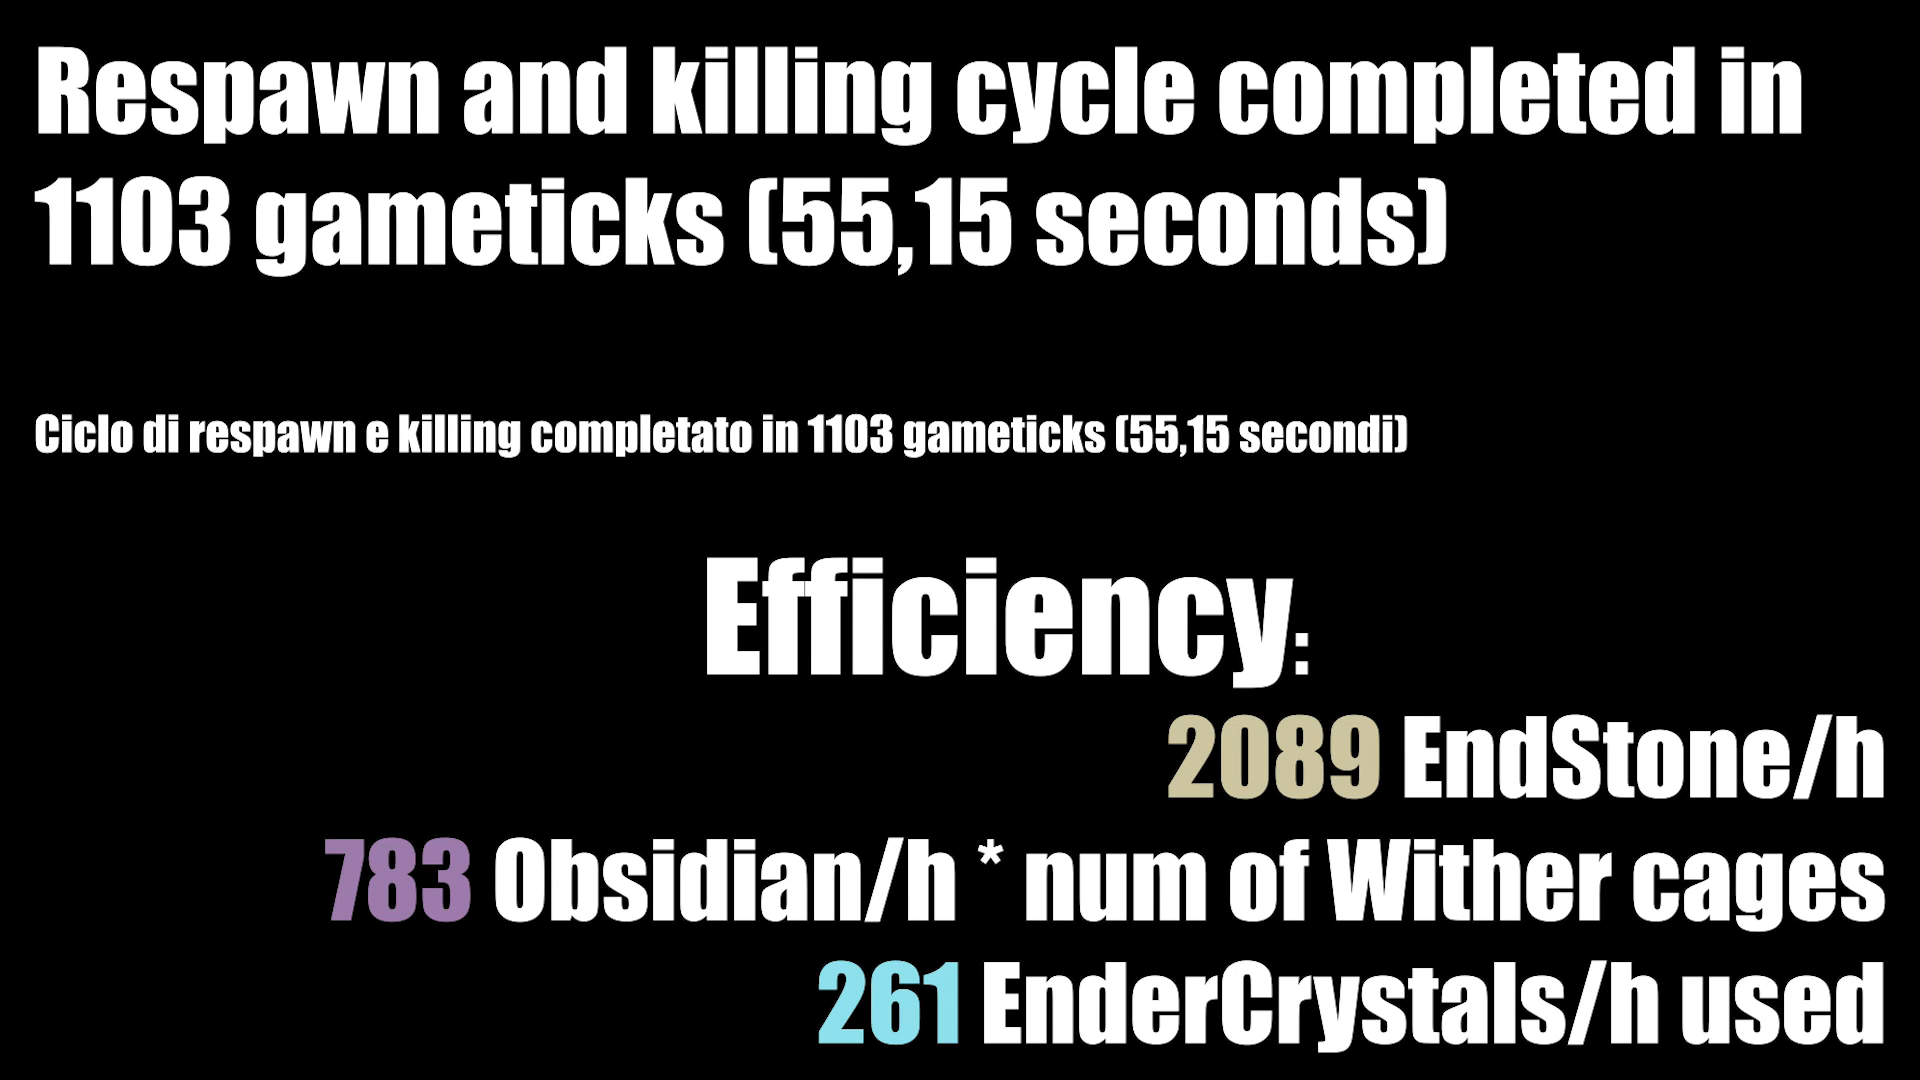 Respawn and killing cycle completed in
1103 gameticks (55,15 seconds)
Ciclo di respawn e killing completato in 1103 gameticks (55,15 secondi)
Efficiency:
2089 EndStone/h
783 Obsidian/h * num of Wither cages
261 EnderCrystals/h used